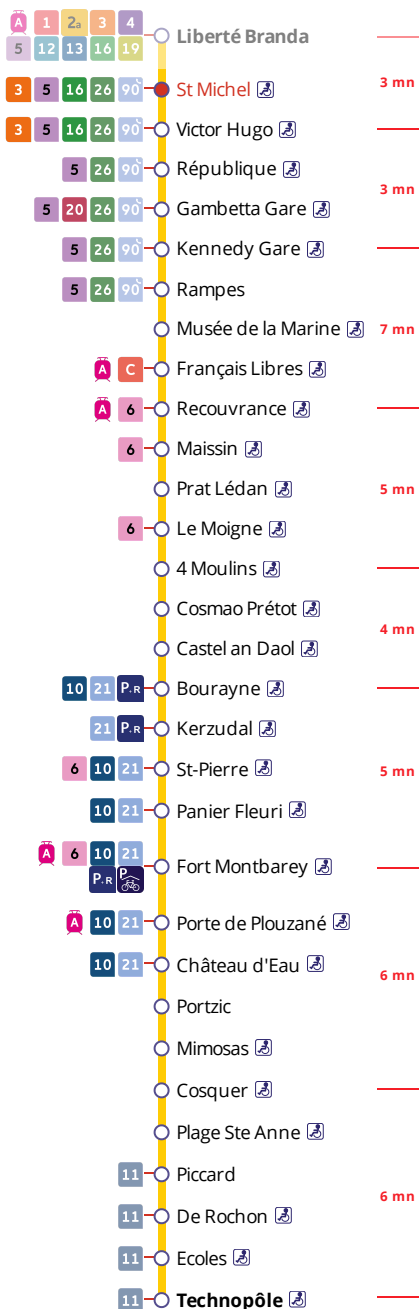 A 1 2a 3 4
5 12 13 16 19
Liberté Branda
3 mn
3 5 16 26 90` St Michel
3 5 16 26 90` Victor Hugo
5 26 90` République
3 mn
5 20 26 90` Gambetta Gare
5 26 90` Kennedy Gare
5 26 90` Rampes
Musée de la Marine 7 mn
A C Français Libres
A 6 Recouvrance
6 Maissin
Prat Lédan 5 mn
6 Le Moigne
4 Moulins
Cosmao Prétot
4 mn
Castel an Daol
10 21 P.R Bourayne
21 P.R Kerzudal
6 10 21 St-Pierre 5 mn
10 21 Panier Fleuri
A 6 10 21
P.R P
Fort Montbarey
A 10 21 Porte de Plouzané
10 21 Château d'Eau
6 mn
Portzic
Mimosas
Cosquer
Plage Ste Anne
11 Piccard
6 mn
11 De Rochon
11 Ecoles
11 Technopôle